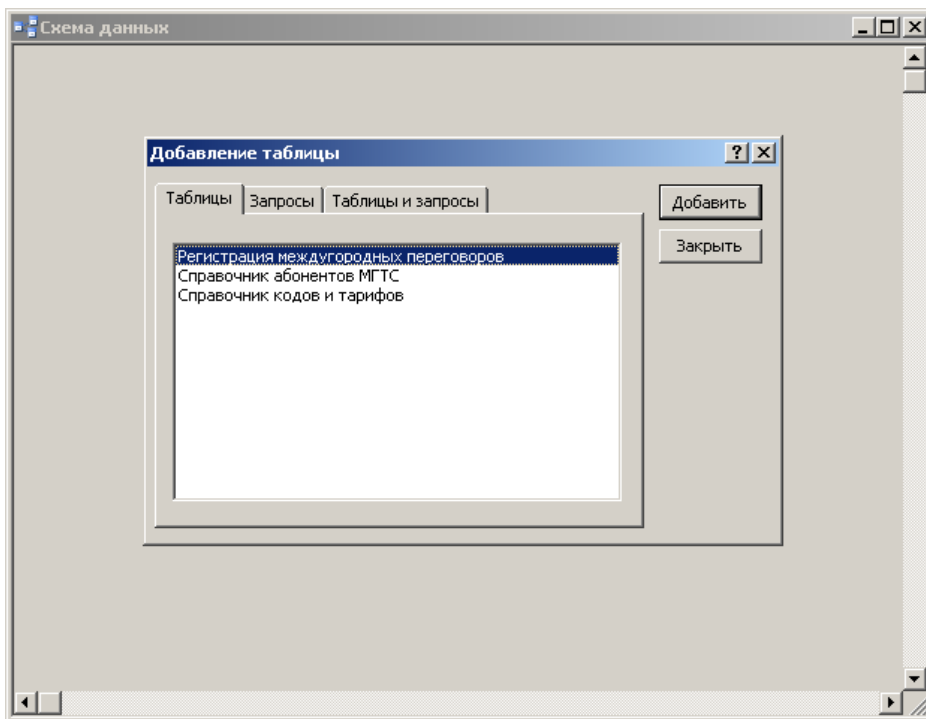 Схема данных
Добавление таблицы
Таблицы Запросы Таблицы и запросы
Добавить
Закрыть
Регистрация междугородных переговоров
Справочник абонентов МГТС
Справочник кодов и тарифов